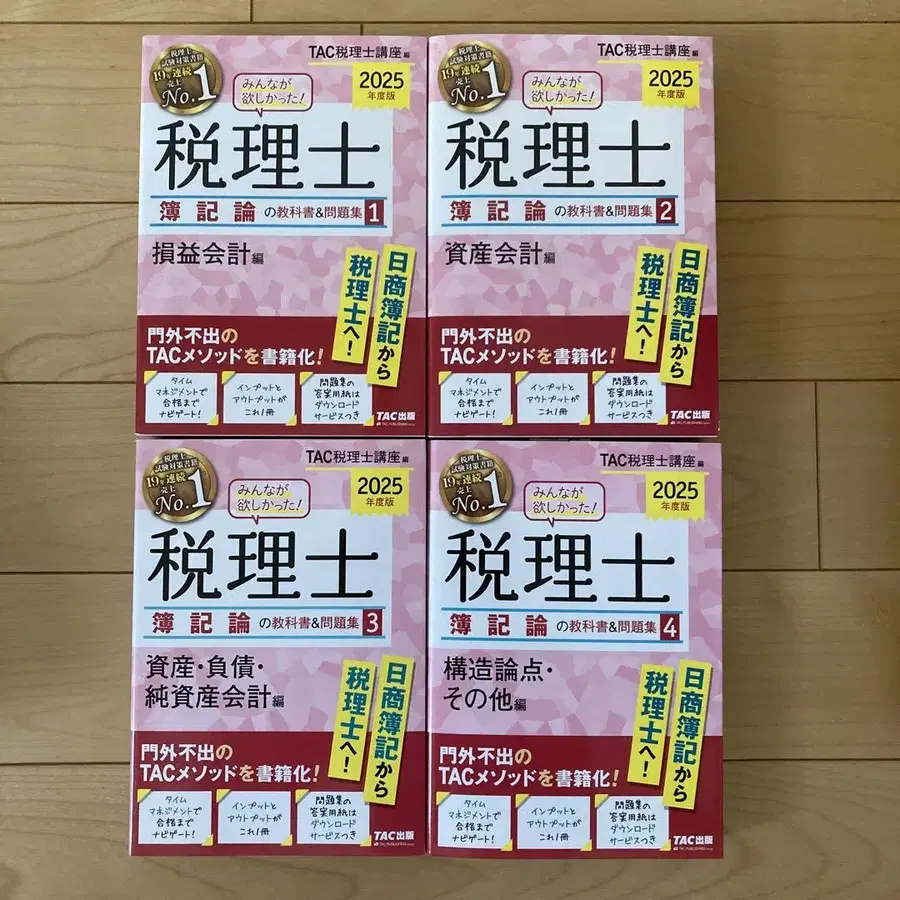 税理士
試験対策書籍
19年連続
売上
No.1
TAC税理士講座 編
みんなが
欲しかった!
2025
年度版
税理士
簿記論の教科書&問題集 1
損益会計編
日商簿記から
税理士へ!
門外不出の
TACメソッドを書籍化!
タイム
マネジメントで
合格まで
ナビゲート!
インプットと
アウトプットが
これ1冊
問題集の
答案用紙は
ダウンロード
サービスつき
TAC出版
TAC PUBLISHING
税理士
試験対策書籍
19年連続
売上
No.1
TAC税理士講座 編
みんなが
欲しかった!
2025
年度版
税理士
簿記論の教科書&問題集 2
資産会計編
日商簿記から
税理士へ!
門外不出の
TACメソッドを書籍化!
タイム
マネジメントで
合格まで
ナビゲート!
インプットと
アウトプットが
これ1冊
問題集の
答案用紙は
ダウンロード
サービスつき
TAC出版
TAC PUBLISHING
税理士
試験対策書籍
19年連続
売上
No.1
TAC税理士講座 編
みんなが
欲しかった!
2025
年度版
税理士
簿記論の教科書&問題集 3
資産・負債・
純資産会計編
日商簿記から
税理士へ!
門外不出の
TACメソッドを書籍化!
タイム
マネジメントで
合格まで
ナビゲート!
インプットと
アウトプットが
これ1冊
問題集の
答案用紙は
ダウンロード
サービスつき
TAC出版
TAC PUBLISHING
税理士
試験対策書籍
19年連続
売上
No.1
TAC税理士講座 編
みんなが
欲しかった!
2025
年度版
税理士
簿記論の教科書&問題集 4
構造論点・
その他編
日商簿記から
税理士へ!
門外不出の
TACメソッドを書籍化!
タイム
マネジメントで
合格まで
ナビゲート!
インプットと
アウトプットが
これ1冊
問題集の
答案用紙は
ダウンロード
サービスつき
TAC出版
TAC PUBLISHING